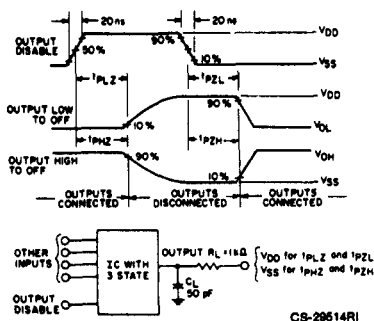 20 ns
20 ns
OUTPUT DISABLE
50%
90%
10%
VDD
VSS
tPLZ
tPZL
OUTPUT LOW TO OFF
10%
90%
VDD
VOL
tPHZ
tPZH
OUTPUT HIGH TO OFF
90%
10%
VOH
VSS
OUTPUTS CONNECTED
OUTPUTS DISCONNECTED
OUTPUTS CONNECTED
OTHER INPUTS
OUTPUT DISABLE
IC WITH 3 STATE
OUTPUT RL = 1 kΩ
CL 50 pF
VDD for tPLZ and tPZL
VSS for tPHZ and tPZH
CS-29514RI